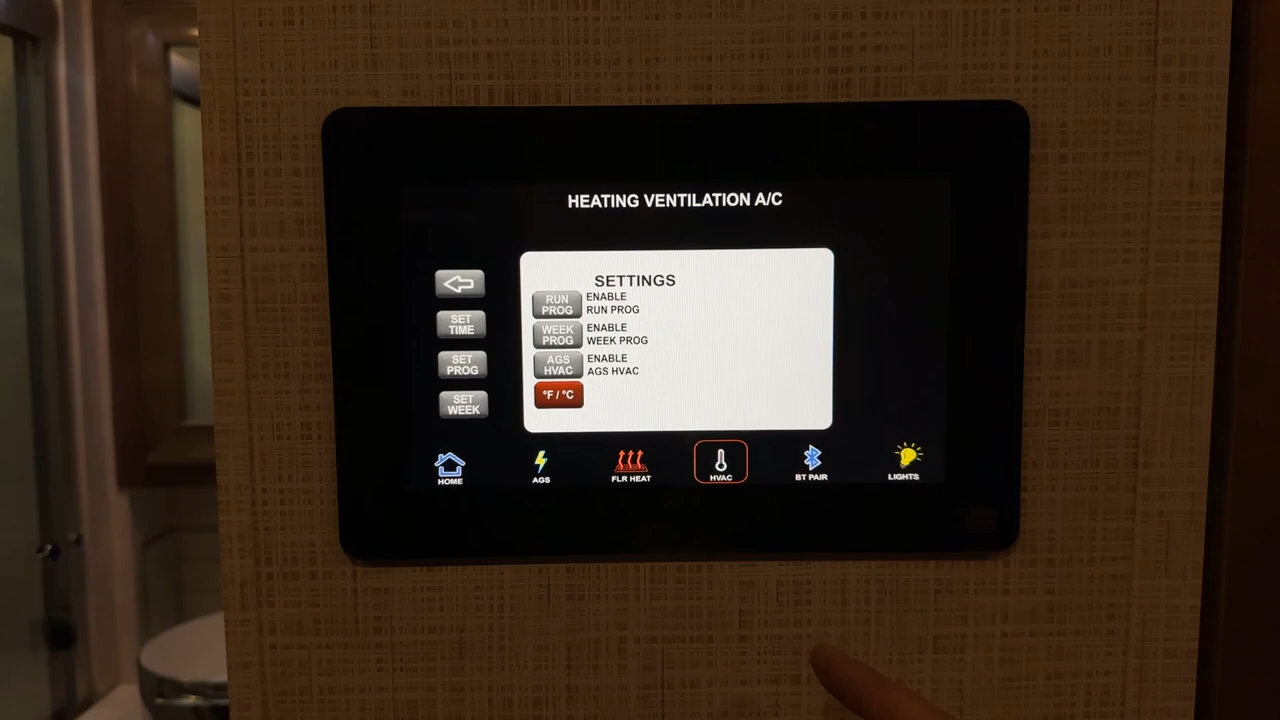 HEATING VENTILATION A/C
SET
TIME
SET
PROG
SET
WEEK
SETTINGS
RUN
PROG
ENABLE
RUN PROG
WEEK
PROG
ENABLE
WEEK PROG
AGS
HVAC
ENABLE
AGS HVAC
°F / °C
HOME
AGS
FLR HEAT
HVAC
BT PAIR
LIGHTS